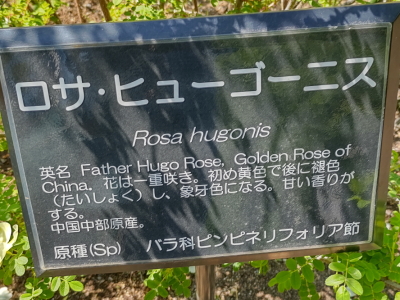 ロサ・ヒューゴーニス
Rosa hugonis
英名 Father Hugo Rose, Golden Rose of
China. 花は一重咲き。初め黄色で後に褪色
（たいしょく）し、象牙色になる。甘い香りが
する。
中国中部原産。
原種(Sp) バラ科ピンピネリフォリア節